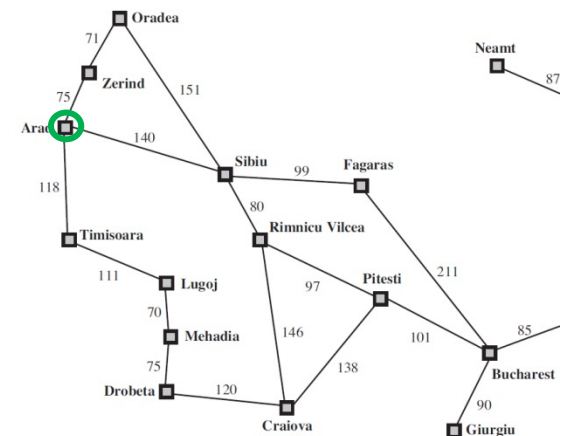 Oradea
Neamt
71
87
Zerind
151
75
Arad
140
Sibiu
99
Fagaras
118
80
Timisoara
Rimnicu Vilcea
111
Lugoj
97
Pitesti
211
70
146
101
85
Mehadia
138
75
Bucharest
Drobeta
120
90
Craiova
Giurgiu